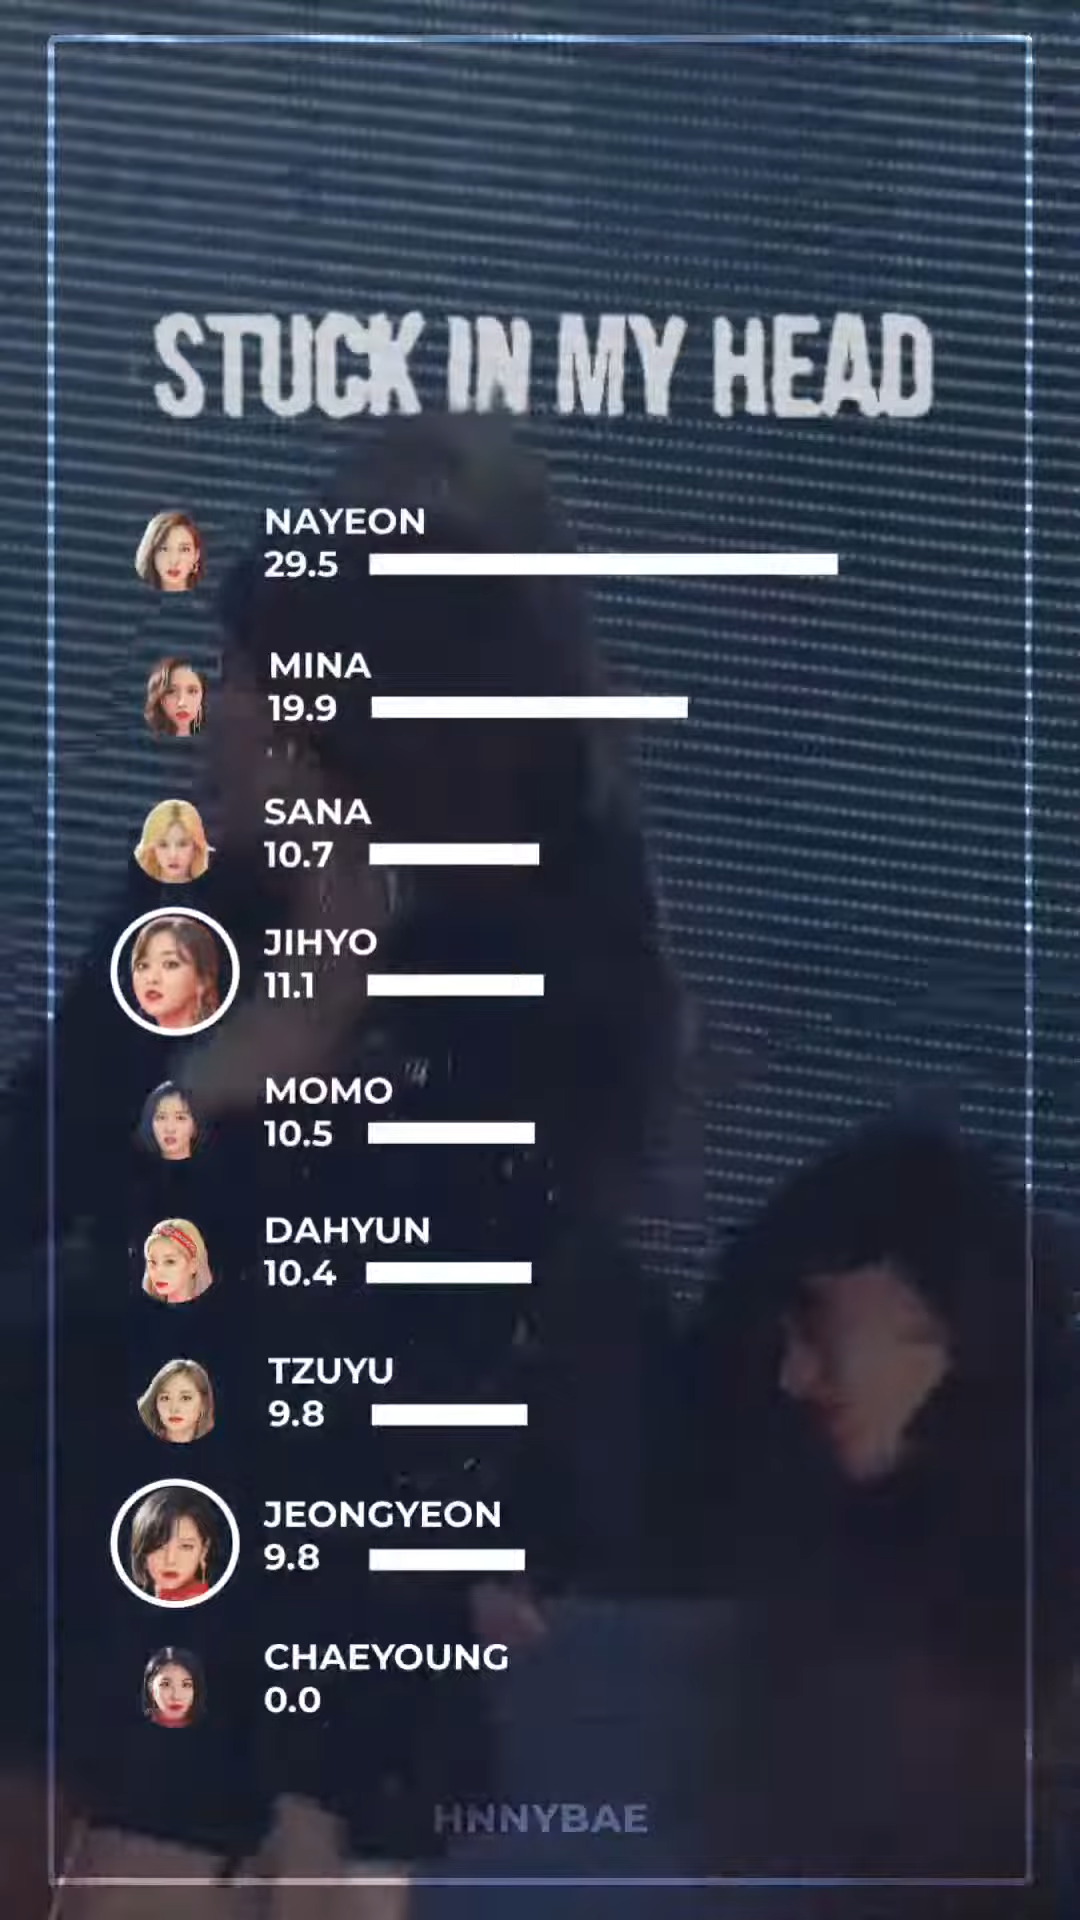 STUCK IN MY HEAD
NAYEON
29.5
MINA
19.9
SANA
10.7
JIHYO
11.1
MOMO
10.5
DAHYUN
10.4
TZUYU
9.8
JEONGYEON
9.8
CHAEYOUNG
0.0
HNNYBAE